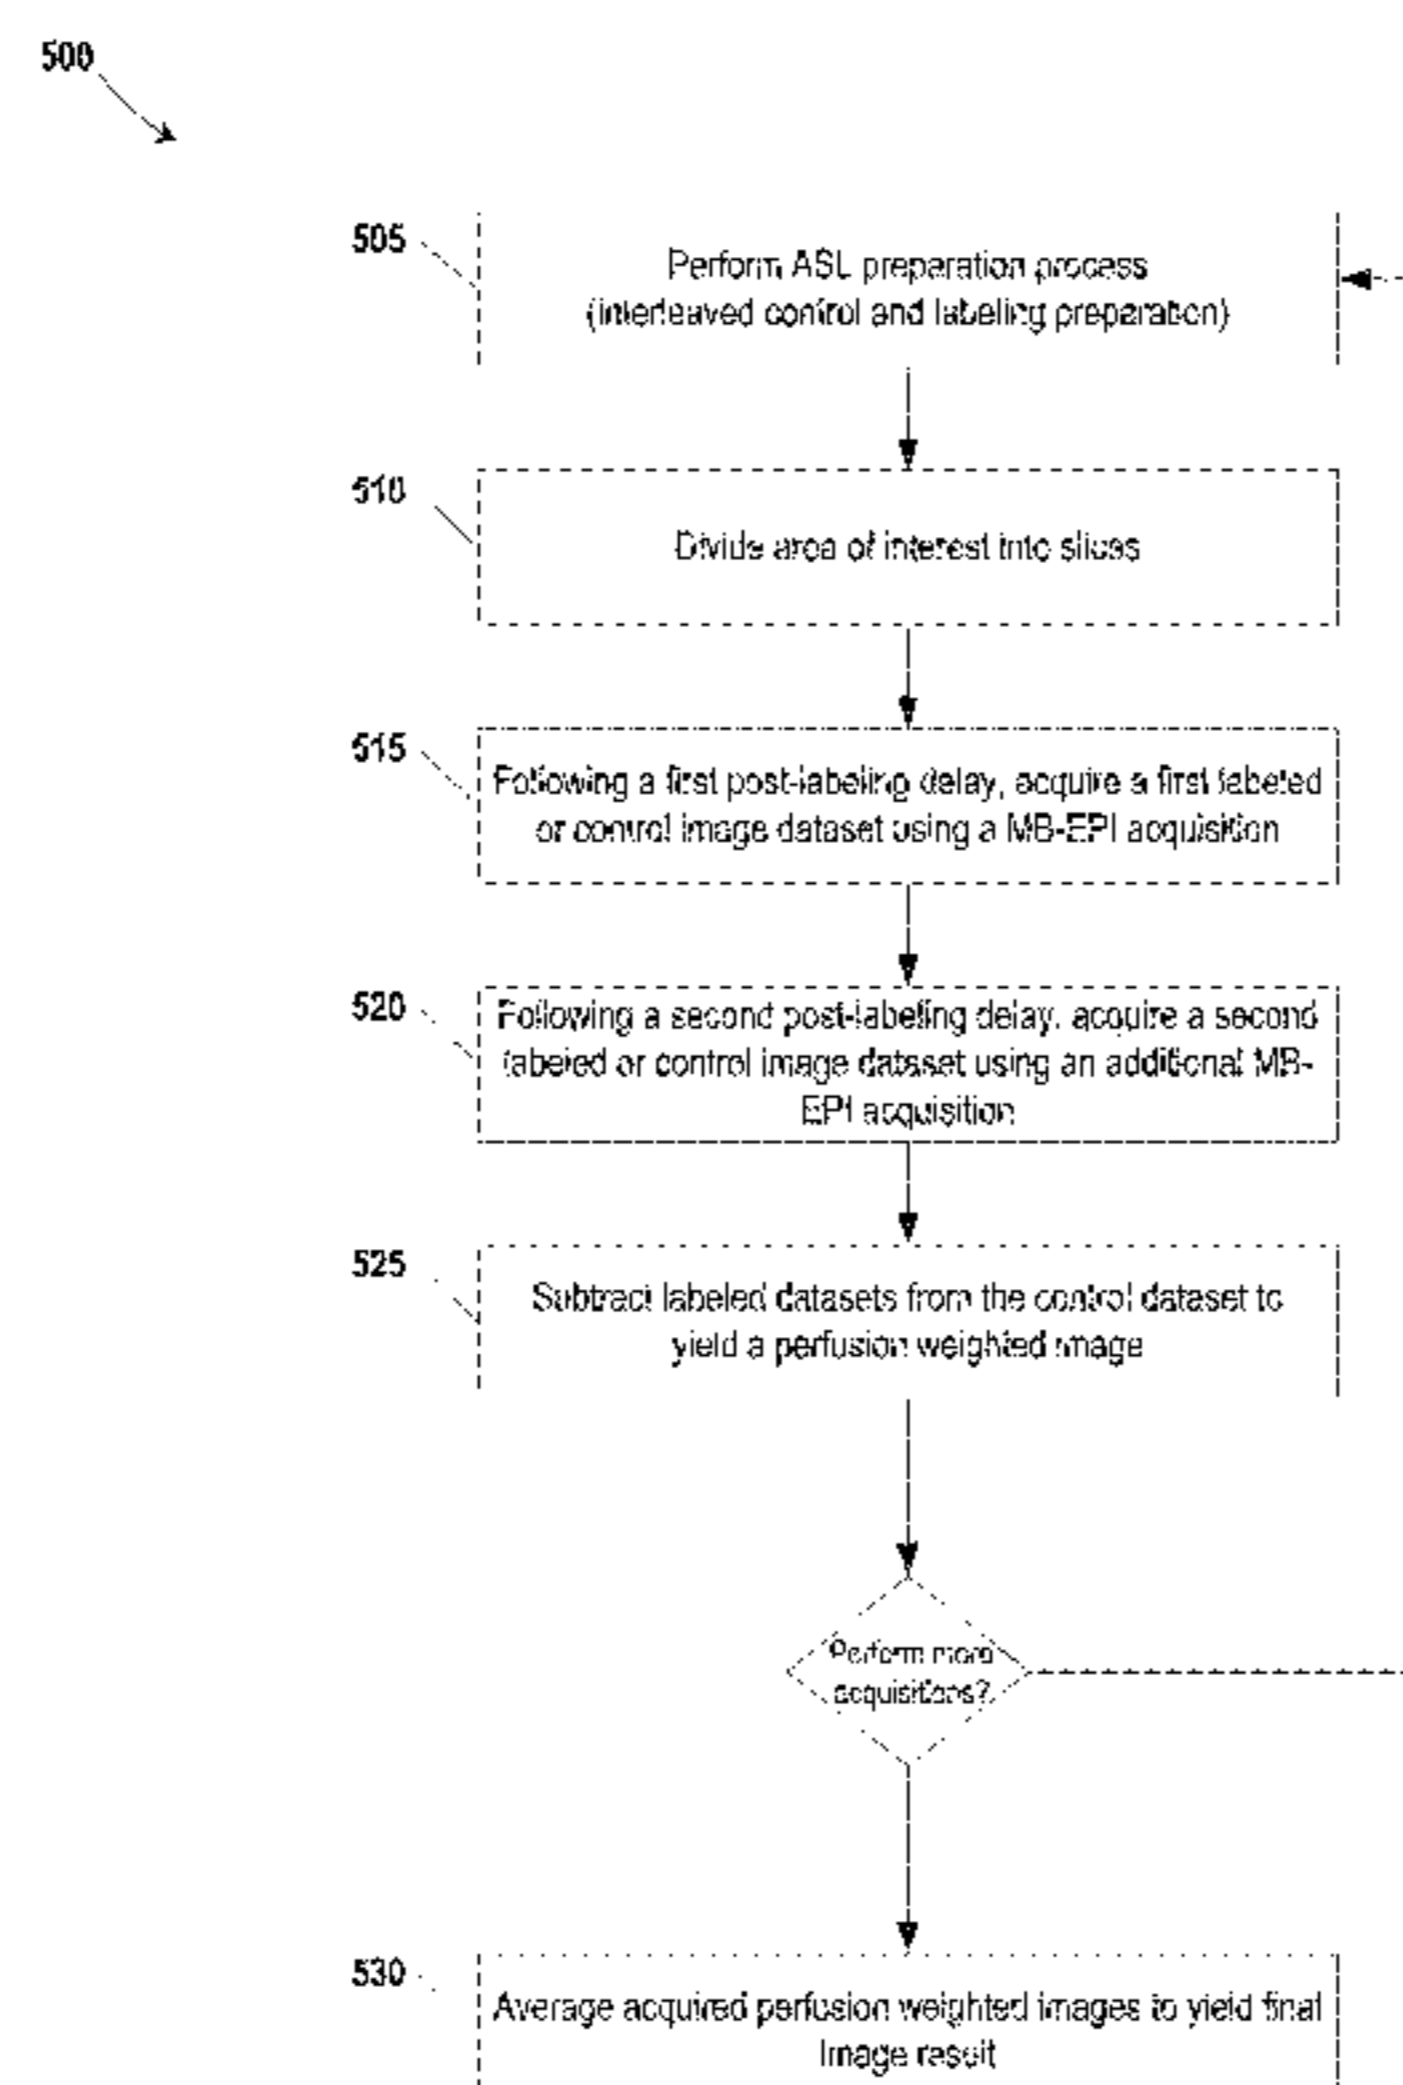 500
505
Perform ASL preparation process
(interleaved control and labeling preparation)
510
Divide area of interest into slices
515
Following a first post-labeling delay, acquire a first labeled
or control image dataset using a MB-EPI acquisition
520
Following a second post-labeling delay, acquire a second
labeled or control image dataset using an additional MB-
EPI acquisition
525
Subtract labeled datasets from the control dataset to
yield a perfusion weighted image
Perform more
acquisitions?
530
Average acquired perfusion weighted images to yield final
image result